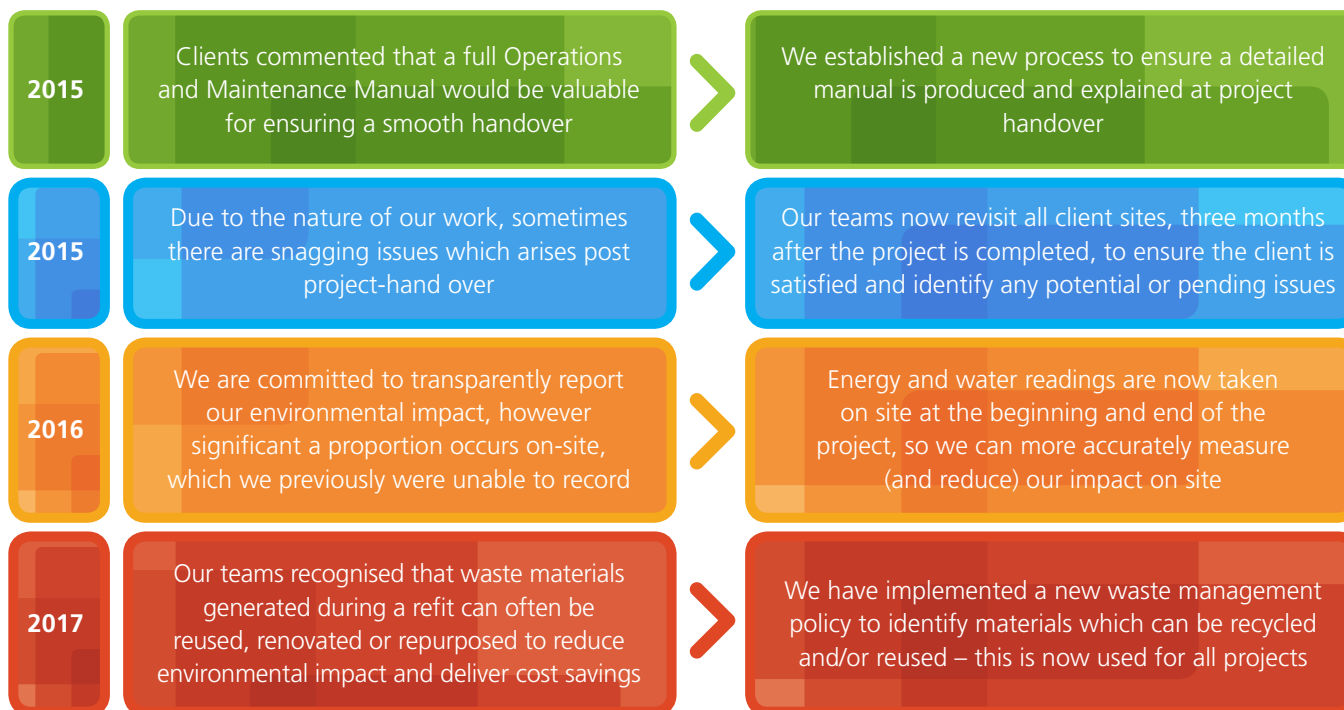 2015
Clients commented that a full Operations
and Maintenance Manual would be valuable
for ensuring a smooth handover
We established a new process to ensure a detailed
manual is produced and explained at project
handover
2015
Due to the nature of our work, sometimes
there are snagging issues which arises post
project-hand over
Our teams now revisit all client sites, three months
after the project is completed, to ensure the client is
satisfied and identify any potential or pending issues
2016
We are committed to transparently report
our environmental impact, however
significant a proportion occurs on-site,
which we previously were unable to record
Energy and water readings are now taken
on site at the beginning and end of the
project, so we can more accurately measure
(and reduce) our impact on site
2017
Our teams recognised that waste materials
generated during a refit can often be
reused, renovated or repurposed to reduce
environmental impact and deliver cost savings
We have implemented a new waste management
policy to identify materials which can be recycled
and/or reused – this is now used for all projects